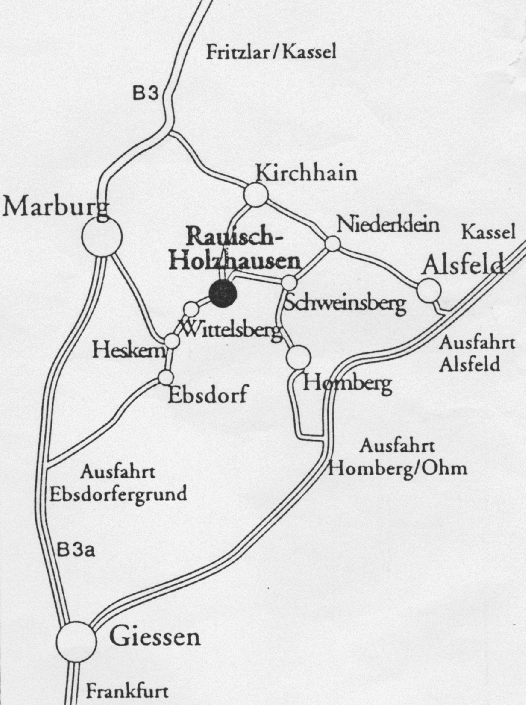 Fritzlar/Kassel
B3
Kirchhain
Marburg
Niederklein
Kassel
Rauisch-
Holzhausen
Alsfeld
Schweinsberg
Wittelsberg
Heskem
Ausfahrt
Alsfeld
Homberg
Ebsdorf
Ausfahrt
Homberg/Ohm
Ausfahrt
Ebsdorfergrund
B3a
Giessen
Frankfurt